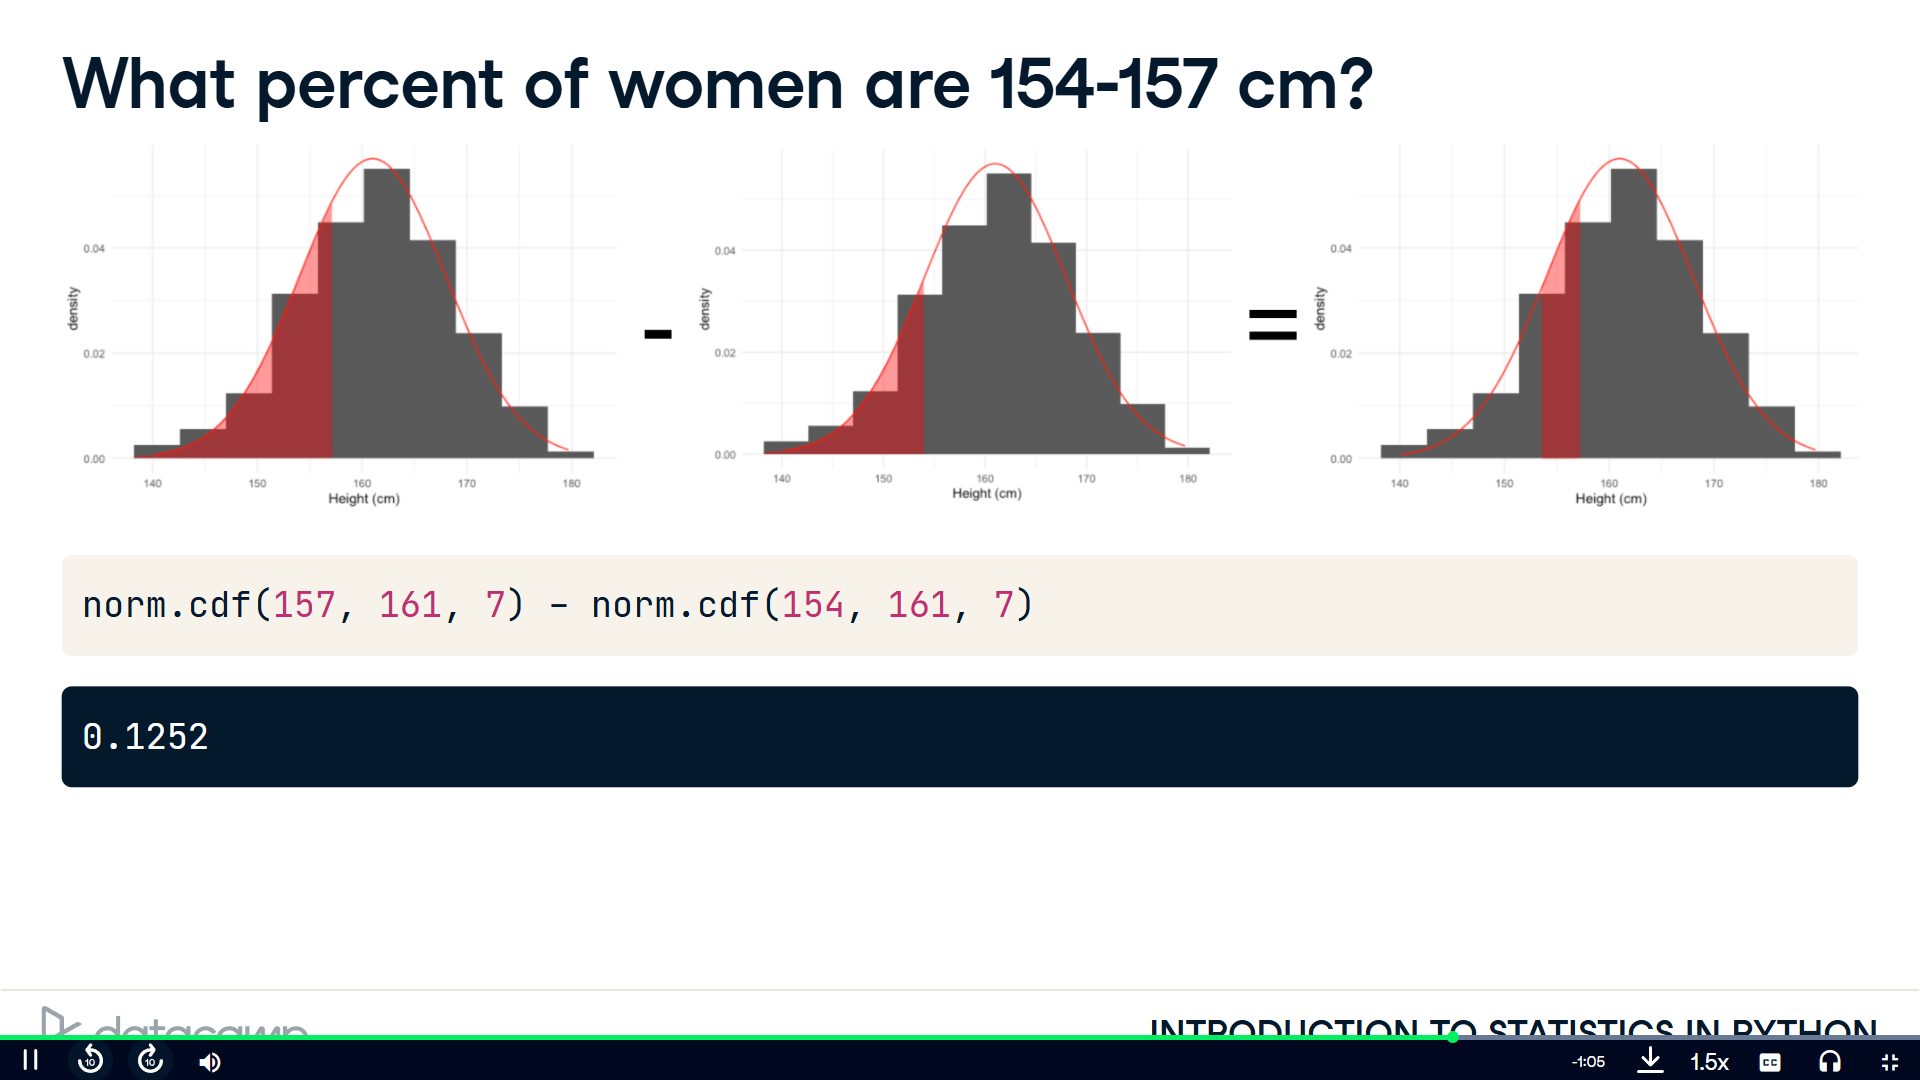 What percent of women are 154-157 cm?
density
0.04
0.02
0.00
140 150 160 170 180
Height (cm)
-
density
0.04
0.02
0.00
140 150 160 170 180
Height (cm)
=
density
0.04
0.02
0.00
140 150 160 170 180
Height (cm)
norm.cdf(157, 161, 7) - norm.cdf(154, 161, 7)
0.1252
datacamp
INTRODUCTION TO STATISTICS IN PYTHON
10
10
-1:05
1.5x
CC